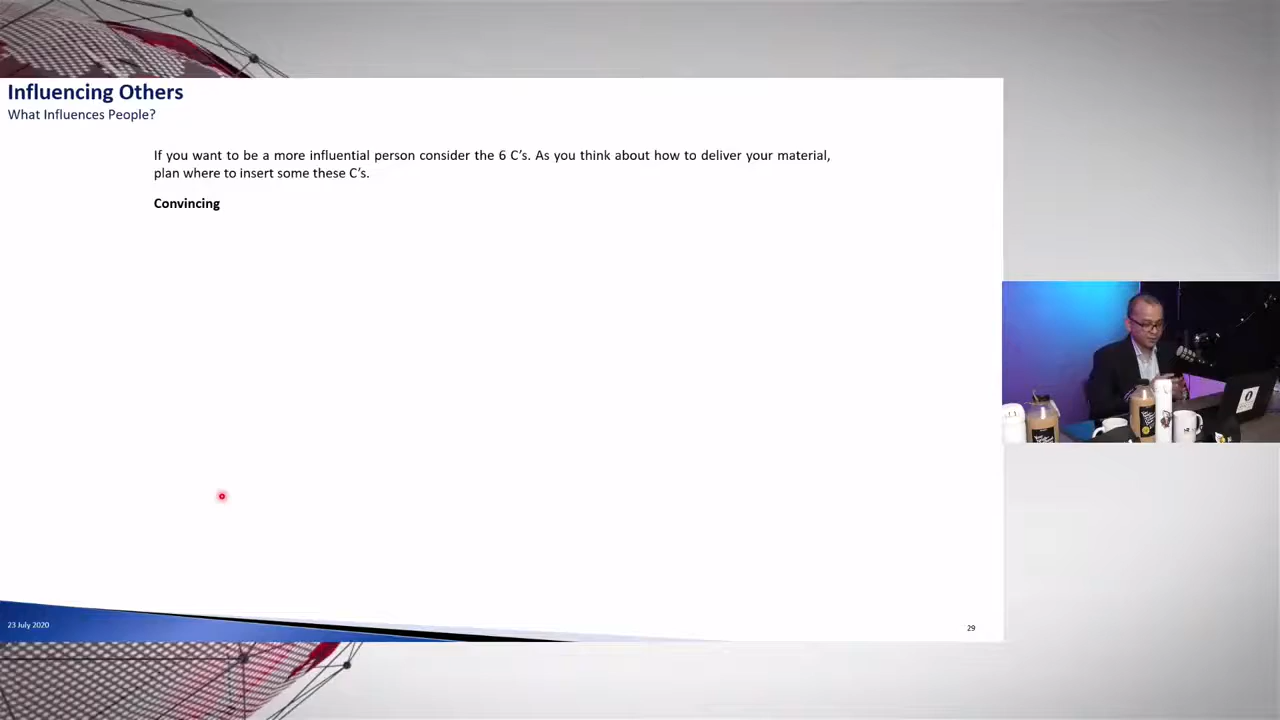 Influencing Others
What Influences People?
If you want to be a more influential person consider the 6 C’s. As you think about how to deliver your material,
plan where to insert some these C’s.
Convincing
23 July 2020
29